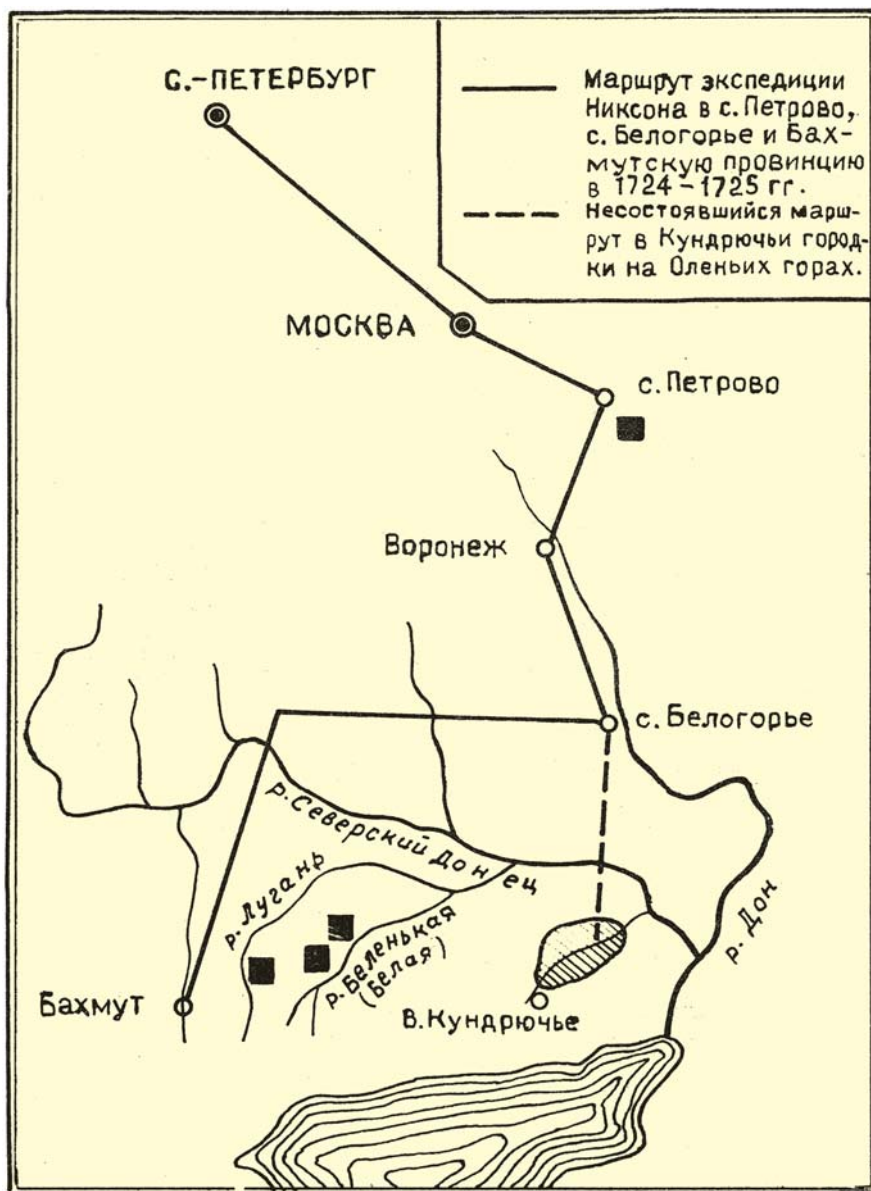 С.-ПЕТЕРБУРГ
Маршрут экспедиции
Никсона в с. Петрово,
с. Белогорье и Бах-
мутскую провинцию
в 1724-1725 гг.
Несостоявшийся марш-
рут в Кундрючьи город-
ки на Оленьих горах.
МОСКВА
с. Петрово
Воронеж
с. Белогорье
р. Северский Донец
р. Лугань
р. Беленькая
(Белая)
р. Дон
Бахмут
В. Кундрючье